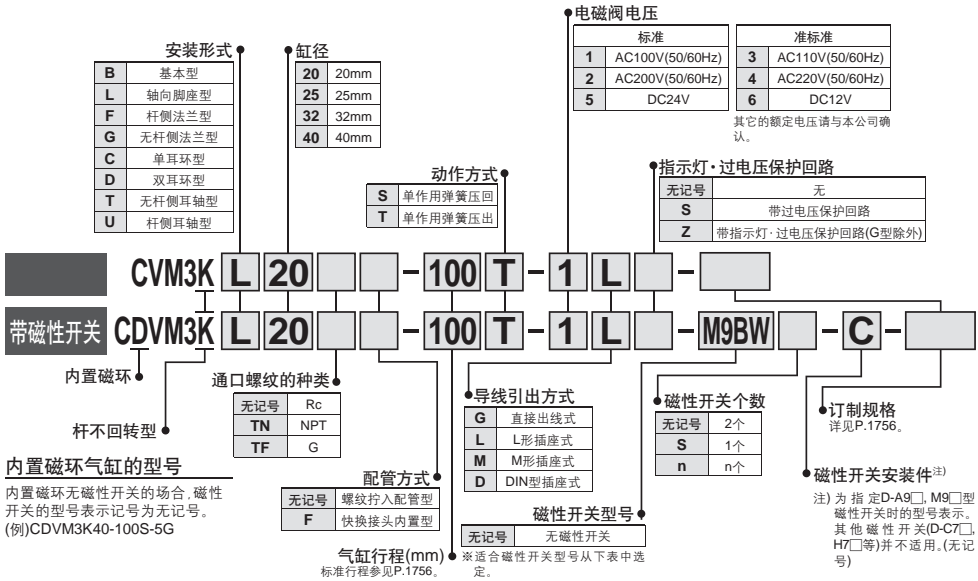 电磁阀电压
标准
1 AC100V(50/60Hz)
2 AC200V(50/60Hz)
5 DC24V
准标准
3 AC110V(50/60Hz)
4 AC220V(50/60Hz)
6 DC12V
其它的额定电压请与本公司确
认。
安装形式
B 基本型
L 轴向脚座型
F 杆侧法兰型
G 无杆侧法兰型
C 单耳环型
D 双耳环型
T 无杆侧耳轴型
U 杆侧耳轴型
缸径
20 20mm
25 25mm
32 32mm
40 40mm
动作方式
S 单作用弹簧压回
T 单作用弹簧压出
指示灯·过电压保护回路
无记号 无
S 带过电压保护回路
Z 带指示灯·过电压保护回路(G型除外)
CVM3K L 20 - 100 T - 1 L -
带磁性开关 CDVM3K L 20 - 100 T - 1 L - M9BW - C -
内置磁环
杆不回转型
内置磁环气缸的型号
内置磁环无磁性开关的场合,磁性
开关的型号表示记号为无记号。
(例)CDVM3K40-100S-5G
通口螺纹的种类
无记号 Rc
TN NPT
TF G
配管方式
无记号 螺纹拧入配管型
F 快换接头内置型
气缸行程(mm)
标准行程参见P.1756。
导线引出方式
G 直接出线式
L L形插座式
M M形插座式
D DIN型插座式
磁性开关型号
无记号 无磁性开关
※适合磁性开关型号从下表中选
定。
磁性开关个数
无记号 2个
S 1个
n n个
订制规格
详见P.1756。
磁性开关安装件注)
注) 为指定D-A9□, M9□型
磁性开关时的型号表示。
其他磁性开关(D-C7□,
H7□等)并不适用。(无记
号)